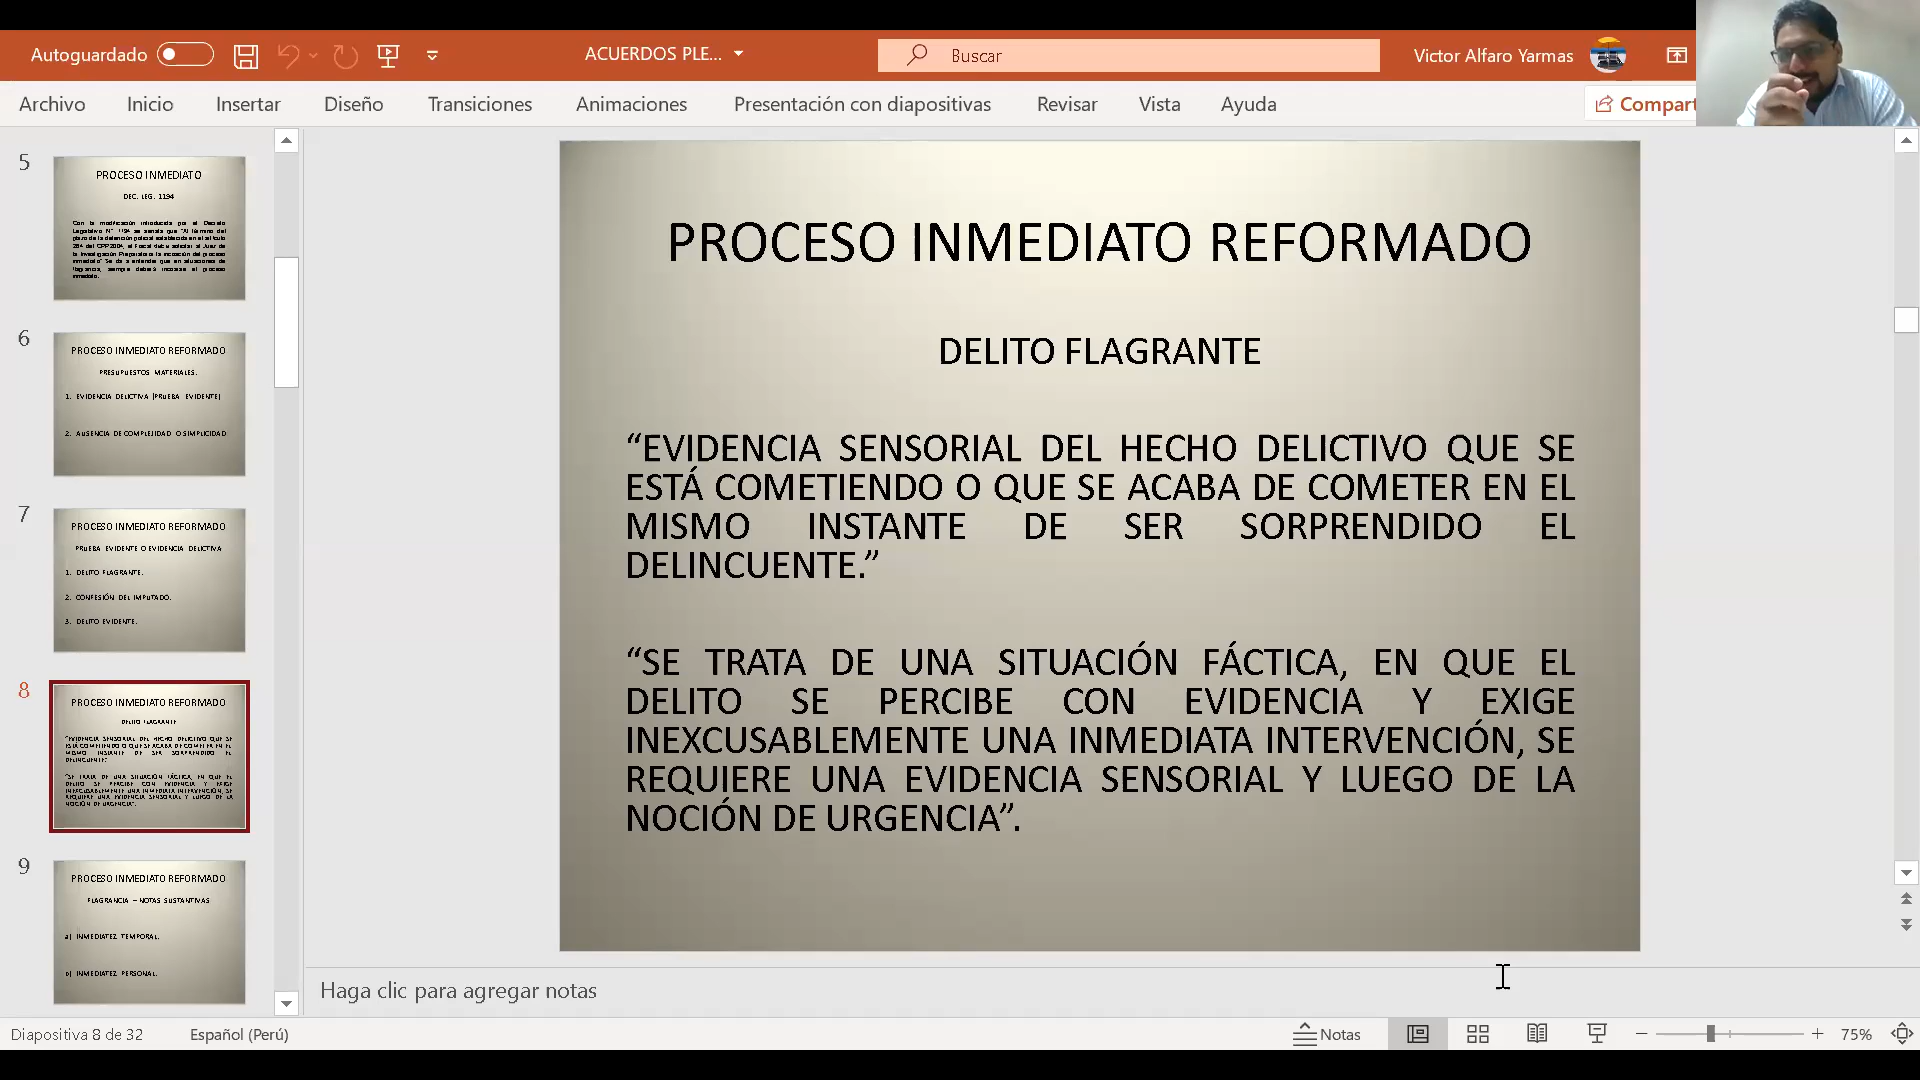 Autoguardado
ACUERDOS PLE...
Buscar
Victor Alfaro Yarmas
Archivo
Inicio
Insertar
Diseño
Transiciones
Animaciones
Presentación con diapositivas
Revisar
Vista
Ayuda
Compart
5
PROCESO INMEDIATO
DEC. LEG. 1194
6
PROCESO INMEDIATO REFORMADO
PRESUPUESTOS MATERIALES.
1. EVIDENCIA DELICTIVA (PRUEBA EVIDENTE)
2. AUSENCIA DE COMPLEJIDAD O SIMPLICIDAD
7
PROCESO INMEDIATO REFORMADO
PRUEBA EVIDENTE O EVIDENCIA DELICTIVA
1. DELITO FLAGRANTE.
2. CONFESIÓN DEL IMPUTADO.
3. DELITO EVIDENTE.
8
PROCESO INMEDIATO REFORMADO
DELITO FLAGRANTE
9
PROCESO INMEDIATO REFORMADO
FLAGRANCIA – NOTAS SUSTANTIVAS
a) INMEDIATEZ TEMPORAL.
b) INMEDIATEZ PERSONAL.
PROCESO INMEDIATO REFORMADO
DELITO FLAGRANTE
“EVIDENCIA SENSORIAL DEL HECHO DELICTIVO QUE SE
ESTÁ COMETIENDO O QUE SE ACABA DE COMETER EN EL
MISMO INSTANTE DE SER SORPRENDIDO EL
DELINCUENTE.”
“SE TRATA DE UNA SITUACIÓN FÁCTICA, EN QUE EL
DELITO SE PERCIBE CON EVIDENCIA Y EXIGE
INEXCUSABLEMENTE UNA INMEDIATA INTERVENCIÓN, SE
REQUIERE UNA EVIDENCIA SENSORIAL Y LUEGO DE LA
NOCIÓN DE URGENCIA”.
Haga clic para agregar notas
Diapositiva 8 de 32
Español (Perú)
Notas
75%